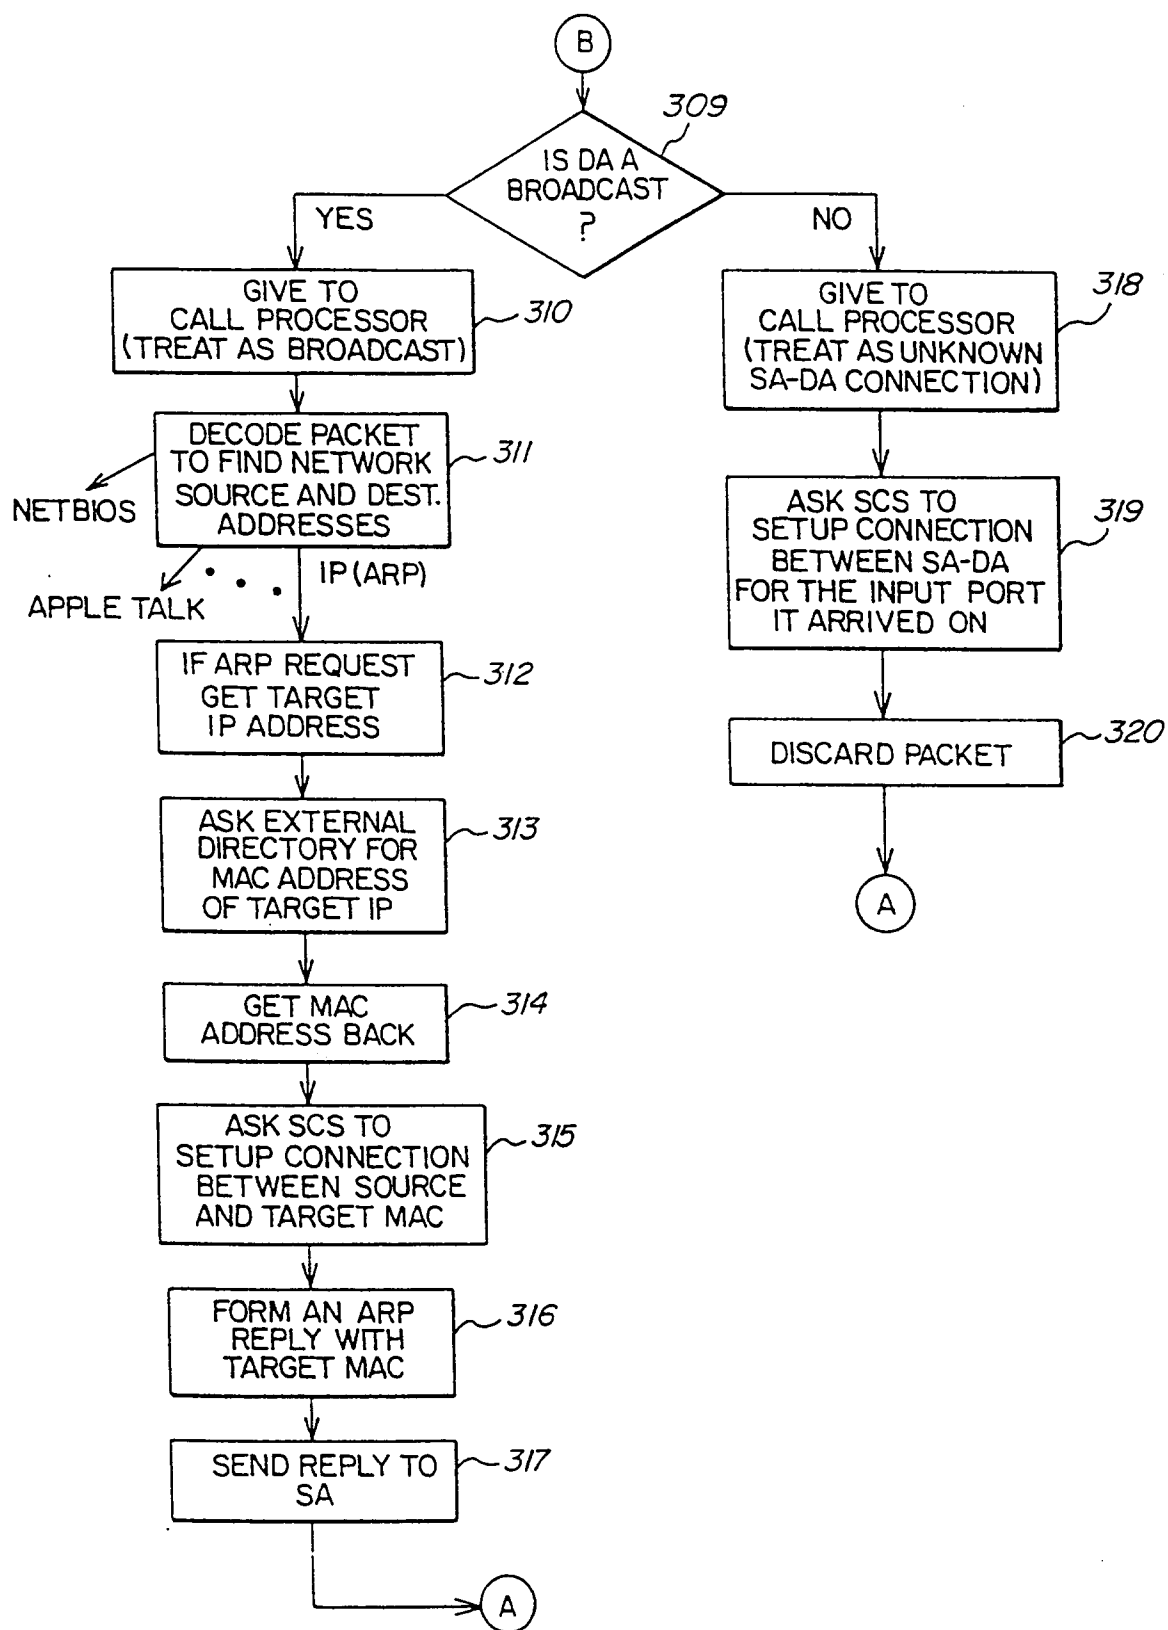 B
309
IS DA A
BROADCAST
?
YES
NO
GIVE TO
CALL PROCESSOR
(TREAT AS BROADCAST)
310
DECODE PACKET
TO FIND NETWORK
SOURCE AND DEST.
ADDRESSES
311
NETBIOS
APPLE TALK
IP (ARP)
IF ARP REQUEST
GET TARGET
IP ADDRESS
312
ASK EXTERNAL
DIRECTORY FOR
MAC ADDRESS
OF TARGET IP
313
GET MAC
ADDRESS BACK
314
ASK SCS TO
SETUP CONNECTION
BETWEEN SOURCE
AND TARGET MAC
315
FORM AN ARP
REPLY WITH
TARGET MAC
316
SEND REPLY TO
SA
317
A
GIVE TO
CALL PROCESSOR
(TREAT AS UNKNOWN
SA-DA CONNECTION)
318
ASK SCS TO
SETUP CONNECTION
BETWEEN SA-DA
FOR THE INPUT PORT
IT ARRIVED ON
319
DISCARD PACKET
320
A